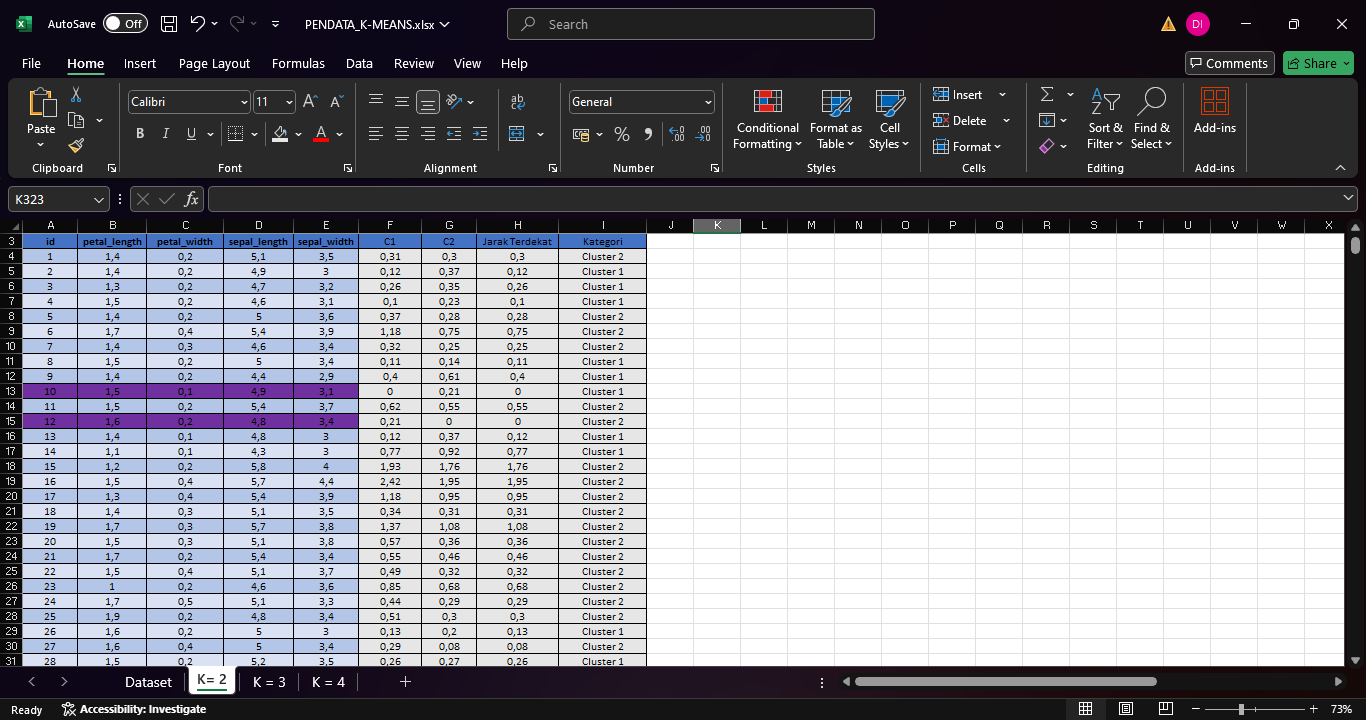 AutoSave Off PENDATA_K-MEANS.xlsx Search DI
File Home Insert Page Layout Formulas Data Review View Help Comments Share
Paste Calibri 11 B I U General Conditional Formatting Format as Table Cell Styles Insert Delete Format Sort & Filter Find & Select Add-ins
Clipboard Font Alignment Number Styles Cells Editing Add-ins
K323 fx
A B C D E F G H I J K L M N O P Q R S T U V W X
3 id petal_length petal_width sepal_length sepal_width C1 C2 Jarak Terdekat Kategori
4 1 1,4 0,2 5,1 3,5 0,31 0,3 0,3 Cluster 2
5 2 1,4 0,2 4,9 3 0,12 0,37 0,12 Cluster 1
6 3 1,3 0,2 4,7 3,2 0,26 0,35 0,26 Cluster 1
7 4 1,5 0,2 4,6 3,1 0,1 0,23 0,1 Cluster 1
8 5 1,4 0,2 5 3,6 0,37 0,28 0,28 Cluster 2
9 6 1,7 0,4 5,4 3,9 1,18 0,75 0,75 Cluster 2
10 7 1,4 0,3 4,6 3,4 0,32 0,25 0,25 Cluster 2
11 8 1,5 0,2 5 3,4 0,11 0,14 0,11 Cluster 1
12 9 1,4 0,2 4,4 2,9 0,4 0,61 0,4 Cluster 1
13 10 1,5 0,1 4,9 3,1 0 0,21 0 Cluster 1
14 11 1,5 0,2 5,4 3,7 0,62 0,55 0,55 Cluster 2
15 12 1,6 0,2 4,8 3,4 0,21 0 0 Cluster 2
16 13 1,4 0,1 4,8 3 0,12 0,37 0,12 Cluster 1
17 14 1,1 0,1 4,3 3 0,77 0,92 0,77 Cluster 1
18 15 1,2 0,2 5,8 4 1,93 1,76 1,76 Cluster 2
19 16 1,5 0,4 5,7 4,4 2,42 1,95 1,95 Cluster 2
20 17 1,3 0,4 5,4 3,9 1,18 0,95 0,95 Cluster 2
21 18 1,4 0,3 5,1 3,5 0,34 0,31 0,31 Cluster 2
22 19 1,7 0,3 5,7 3,8 1,37 1,08 1,08 Cluster 2
23 20 1,5 0,3 5,1 3,8 0,57 0,36 0,36 Cluster 2
24 21 1,7 0,2 5,4 3,4 0,55 0,46 0,46 Cluster 2
25 22 1,5 0,4 5,1 3,7 0,49 0,32 0,32 Cluster 2
26 23 1 0,2 4,6 3,6 0,85 0,68 0,68 Cluster 2
27 24 1,7 0,5 5,1 3,3 0,44 0,29 0,29 Cluster 2
28 25 1,9 0,2 4,8 3,4 0,51 0,3 0,3 Cluster 2
29 26 1,6 0,2 5 3 0,13 0,2 0,13 Cluster 1
30 27 1,6 0,4 5 3,4 0,29 0,08 0,08 Cluster 2
31 28 1,5 0,2 5,2 3,5 0,26 0,27 0,26 Cluster 1
Dataset K= 2 K = 3 K = 4
Ready Accessibility: Investigate 73%